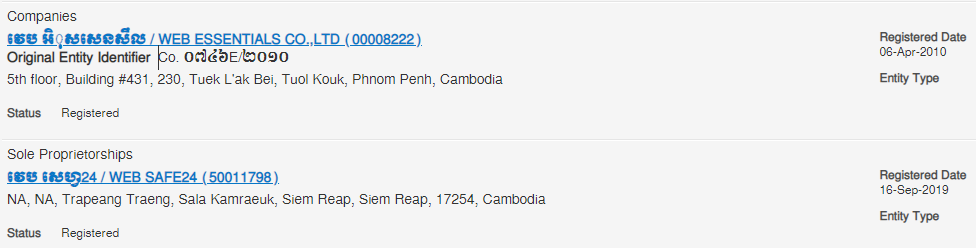 Companies
វេប អិុសសេនសីល / WEB ESSENTIALS CO.,LTD (00008222)
Registered Date
Original Entity Identifier Co. ០៧៤៦E/២០១០
06-Apr-2010
5th floor, Building #431, 230, Tuek L'ak Bei, Tuol Kouk, Phnom Penh, Cambodia
Entity Type
Status Registered
Sole Proprietorships
វេប សេហ្វ24 / WEB SAFE24 (50011798)
Registered Date
16-Sep-2019
NA, NA, Trapeang Traeng, Sala Kamraeuk, Siem Reap, Siem Reap, 17254, Cambodia
Entity Type
Status Registered